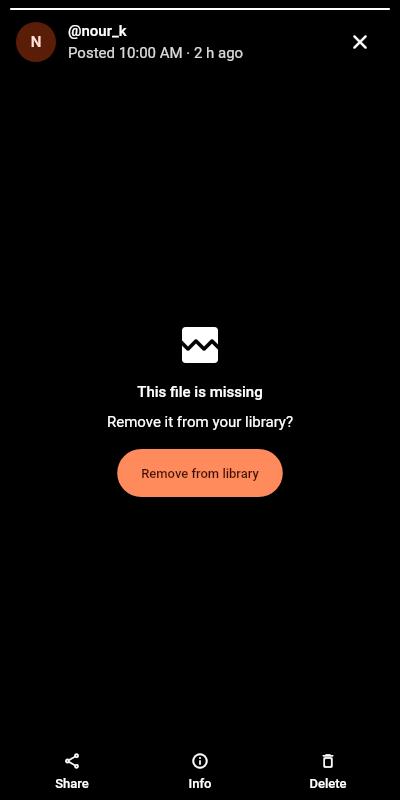 N
@nour_k
Posted 10:00 AM · 2 h ago
This file is missing
Remove it from your library?
Remove from library
Share
Info
Delete